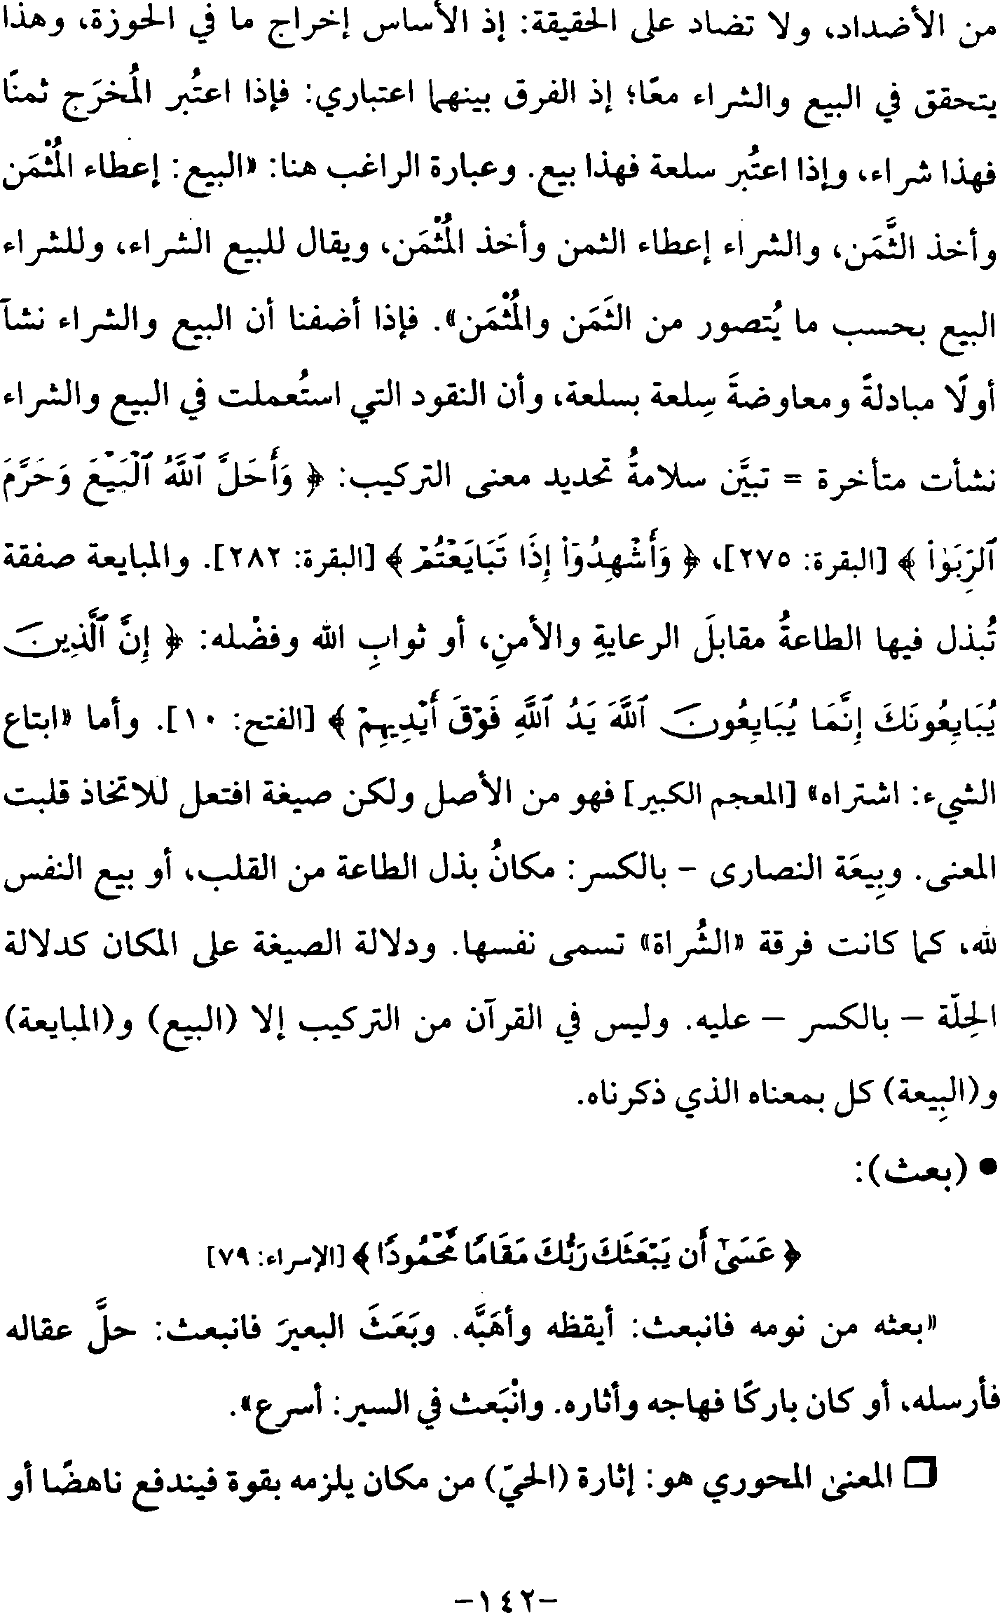 من الأضداد، ولا تضاد على الحقيقة: إذ الأساس إخراج ما في الحوزة، وهذا
يتحقق في البيع والشراء معًا؛ إذ الفرق بينهما اعتباري: فإذا اعتُبر المُخرَج ثمنًا
فهذا شراء، وإذا اعتُبر سلعة فهذا بيع. وعبارة الراغب هنا: «البيع: إعطاء المُثْمَن
وأخذ الثَّمَن، والشراء إعطاء الثمن وأخذ المُثْمَن، ويقال للبيع الشراء، وللشراء
البيع بحسب ما يُتصور من الثَمَن والمُثْمَن». فإذا أضفنا أن البيع والشراء نشآ
أولًا مبادلةً ومعاوضةَ سِلعة بسلعة، وأن النقود التي استُعملت في البيع والشراء
نشأت متأخرة = تبيَّن سلامةُ تحديد معنى التركيب: ﴿ وَأَحَلَّ ٱللَّهُ ٱلْبَيْعَ وَحَرَّمَ
ٱلرِّبَوٰا۟ ﴾ [البقرة: ٢٧٥]، ﴿ وَأَشْهِدُوٓا۟ إِذَا تَبَايَعْتُمْ ﴾ [البقرة: ٢٨٢]. والمبايعة صفقة
تُبذل فيها الطاعةُ مقابلَ الرعايةِ والأمنِ، أو ثوابِ الله وفضْله: ﴿ إِنَّ ٱلَّذِينَ
يُبَايِعُونَكَ إِنَّمَا يُبَايِعُونَ ٱللَّهَ يَدُ ٱللَّهِ فَوْقَ أَيْدِيهِمْ ﴾ [الفتح: ١٠]. وأما «ابتاع
الشيء: اشتراه» [المعجم الكبير] فهو من الأصل ولكن صيغة افتعل للاتخاذ قلبت
المعنى. وبِيعَة النصارى - بالكسر: مكانُ بذل الطاعة من القلب، أو بيع النفس
لله، كما كانت فرقة «الشُراة» تسمى نفسها. ودلالة الصيغة على المكان كدلالة
الحِلّة - بالكسر - عليه. وليس في القرآن من التركيب إلا (البيع) و(المبايعة)
و(البِيعة) كل بمعناه الذي ذكرناه.
• (بعث):
﴿ عَسَىٰٓ أَن يَبْعَثَكَ رَبُّكَ مَقَامًا مَّحْمُودًا ﴾ [الإسراء: ٧٩]
«بعثه من نومه فانبعث: أيقظه وأهَبَّه. وبَعَثَ البعيرَ فانبعث: حلَّ عقاله
فأرسله، أو كان باركًا فهاجه وأثاره. وانْبَعث في السير: أسرع».
□ المعنى المحوري هو: إثارة (الحيّ) من مكان يلزمه بقوة فيندفع ناهضًا أو
-١٤٢-